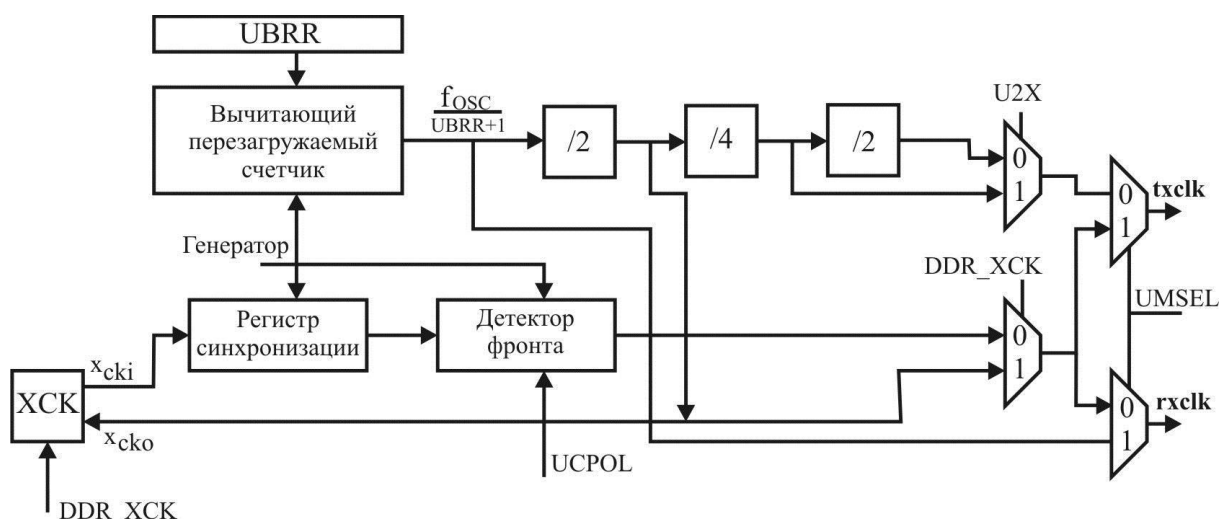 UBRR
Вычитающий
перезагружаемый
счетчик
fOSC
UBRR+1
/2
/4
/2
U2X
0
1
0
1
txclk
Генератор
DDR_XCK
UMSEL
Регистр
синхронизации
Детектор
фронта
0
1
xcki
XCK
xcko
0
1
rxclk
UCPOL
DDR_XCK